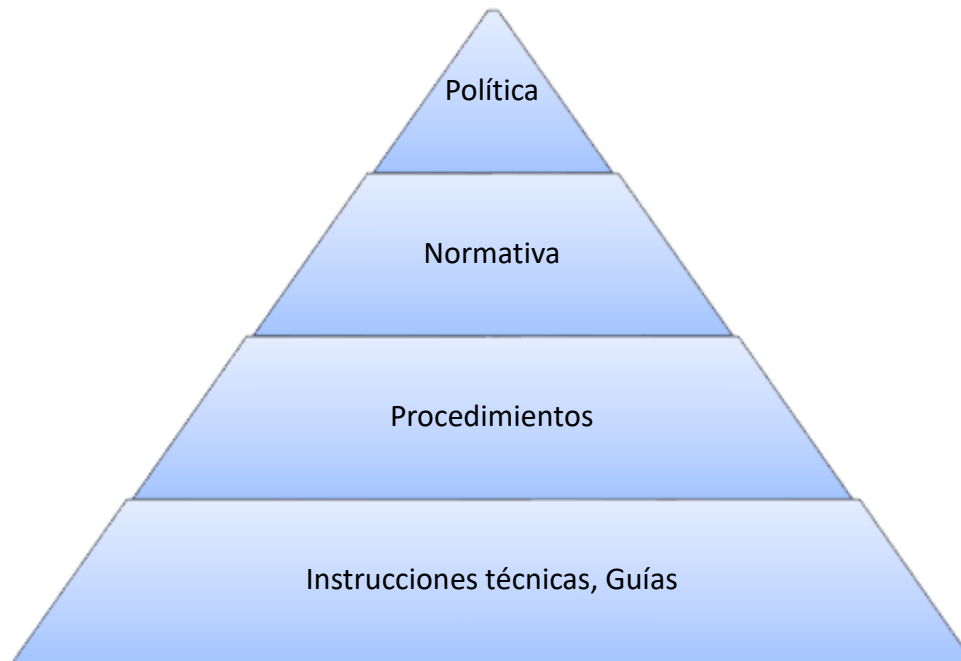 Política
Normativa
Procedimientos
Instrucciones técnicas, Guías